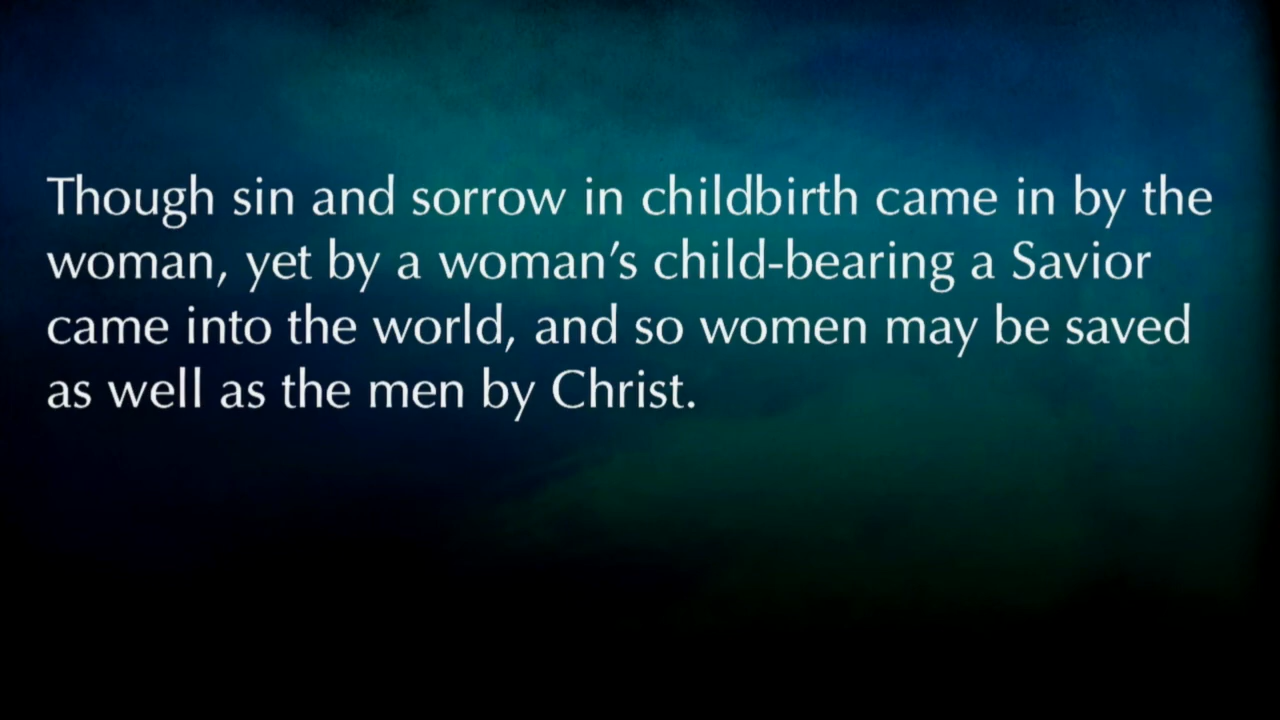 Though sin and sorrow in childbirth came in by the
woman, yet by a woman’s child-bearing a Savior
came into the world, and so women may be saved
as well as the men by Christ.